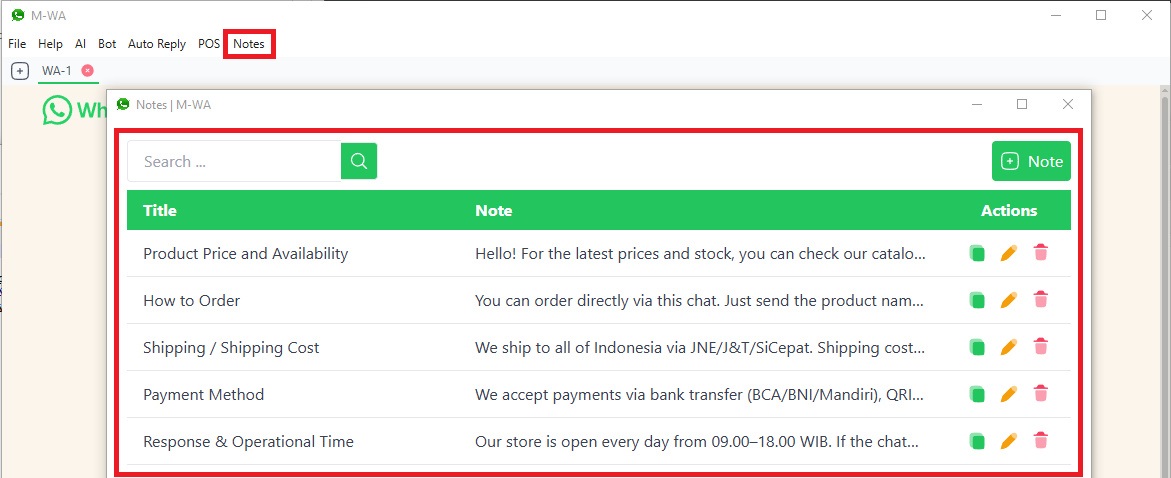 M-WA
File Help AI Bot Auto Reply POS Notes
WA-1
Wh
Notes | M-WA
Search ...
Note
Title Note Actions
Product Price and Availability Hello! For the latest prices and stock, you can check our catalo...
How to Order You can order directly via this chat. Just send the product nam...
Shipping / Shipping Cost We ship to all of Indonesia via JNE/J&T/SiCepat. Shipping cost...
Payment Method We accept payments via bank transfer (BCA/BNI/Mandiri), QRI...
Response & Operational Time Our store is open every day from 09.00–18.00 WIB. If the chat...